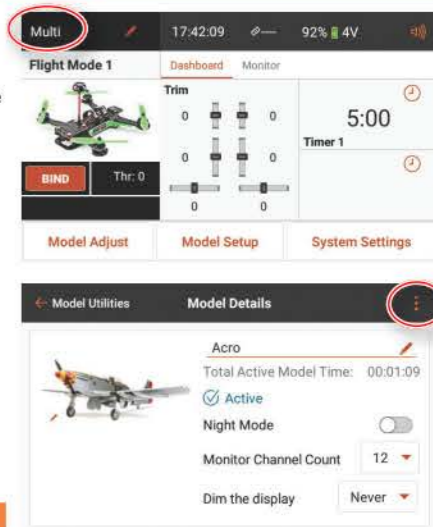 Multi 17:42:09 92% 4V
Flight Mode 1 Dashboard Monitor
Trim
0 0
5:00
Timer 1
0 0
BIND Thr: 0
0 0
Model Adjust Model Setup System Settings
Model Utilities Model Details
Acro
Total Active Model Time: 00:01:09
Active
Night Mode
Monitor Channel Count 12
Dim the display Never